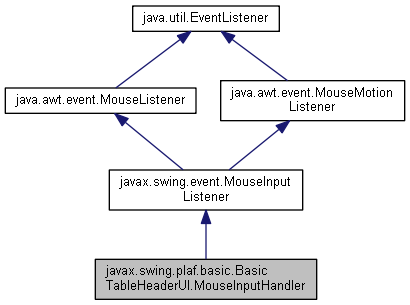 java.util.EventListener
java.awt.event.MouseListener
java.awt.event.MouseMotion
Listener
javax.swing.event.MouseInput
Listener
javax.swing.plaf.basic.Basic
TableHeaderUI.MouseInputHandler